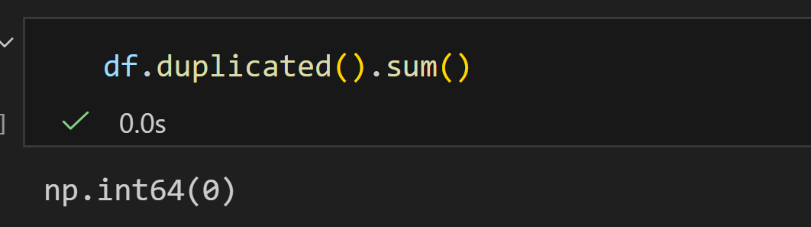 df.duplicated().sum()
]
0.0s
np.int64(0)